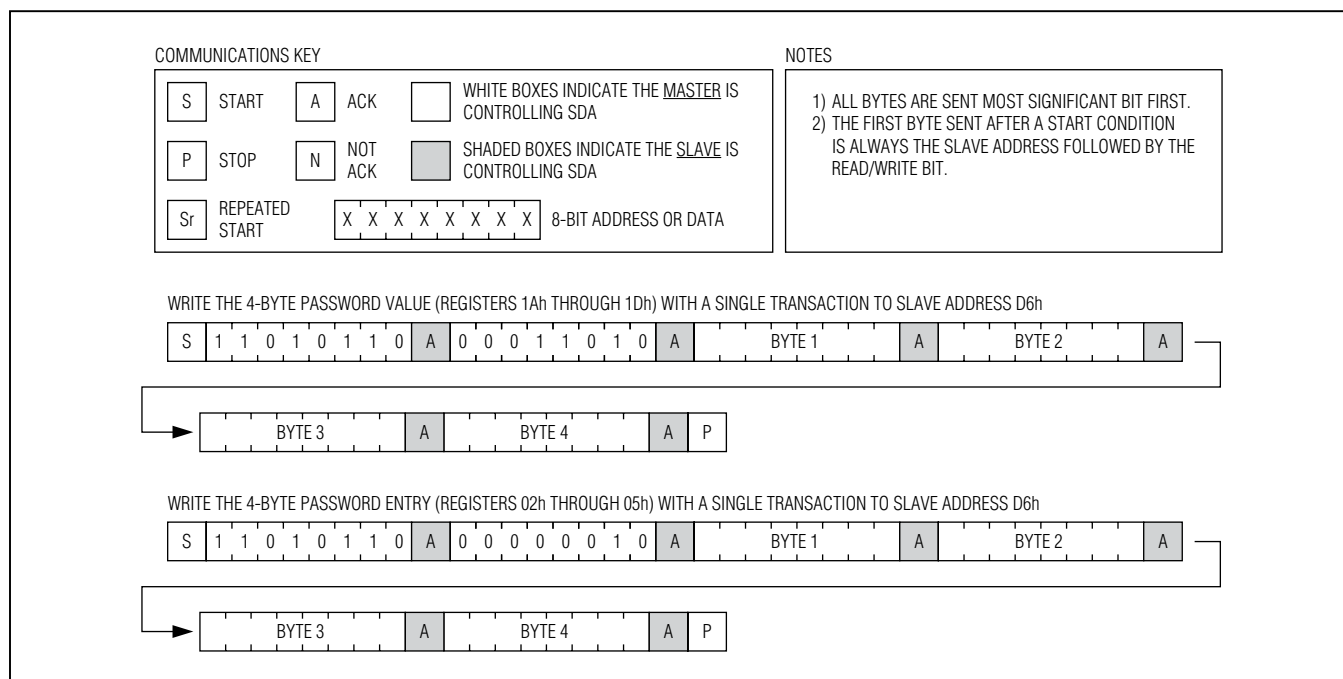 COMMUNICATIONS KEY
S START A ACK WHITE BOXES INDICATE THE MASTER IS
CONTROLLING SDA
P STOP N NOT
ACK SHADED BOXES INDICATE THE SLAVE IS
CONTROLLING SDA
Sr REPEATED
START X X X X X X X X 8-BIT ADDRESS OR DATA
NOTES
1) ALL BYTES ARE SENT MOST SIGNIFICANT BIT FIRST.
2) THE FIRST BYTE SENT AFTER A START CONDITION
IS ALWAYS THE SLAVE ADDRESS FOLLOWED BY THE
READ/WRITE BIT.
WRITE THE 4-BYTE PASSWORD VALUE (REGISTERS 1Ah THROUGH 1Dh) WITH A SINGLE TRANSACTION TO SLAVE ADDRESS D6h
S 1 1 0 1 0 1 1 0 A 0 0 0 1 1 0 1 0 A BYTE 1 A BYTE 2 A
BYTE 3 A BYTE 4 A P
WRITE THE 4-BYTE PASSWORD ENTRY (REGISTERS 02h THROUGH 05h) WITH A SINGLE TRANSACTION TO SLAVE ADDRESS D6h
S 1 1 0 1 0 1 1 0 A 0 0 0 0 0 0 1 0 A BYTE 1 A BYTE 2 A
BYTE 3 A BYTE 4 A P